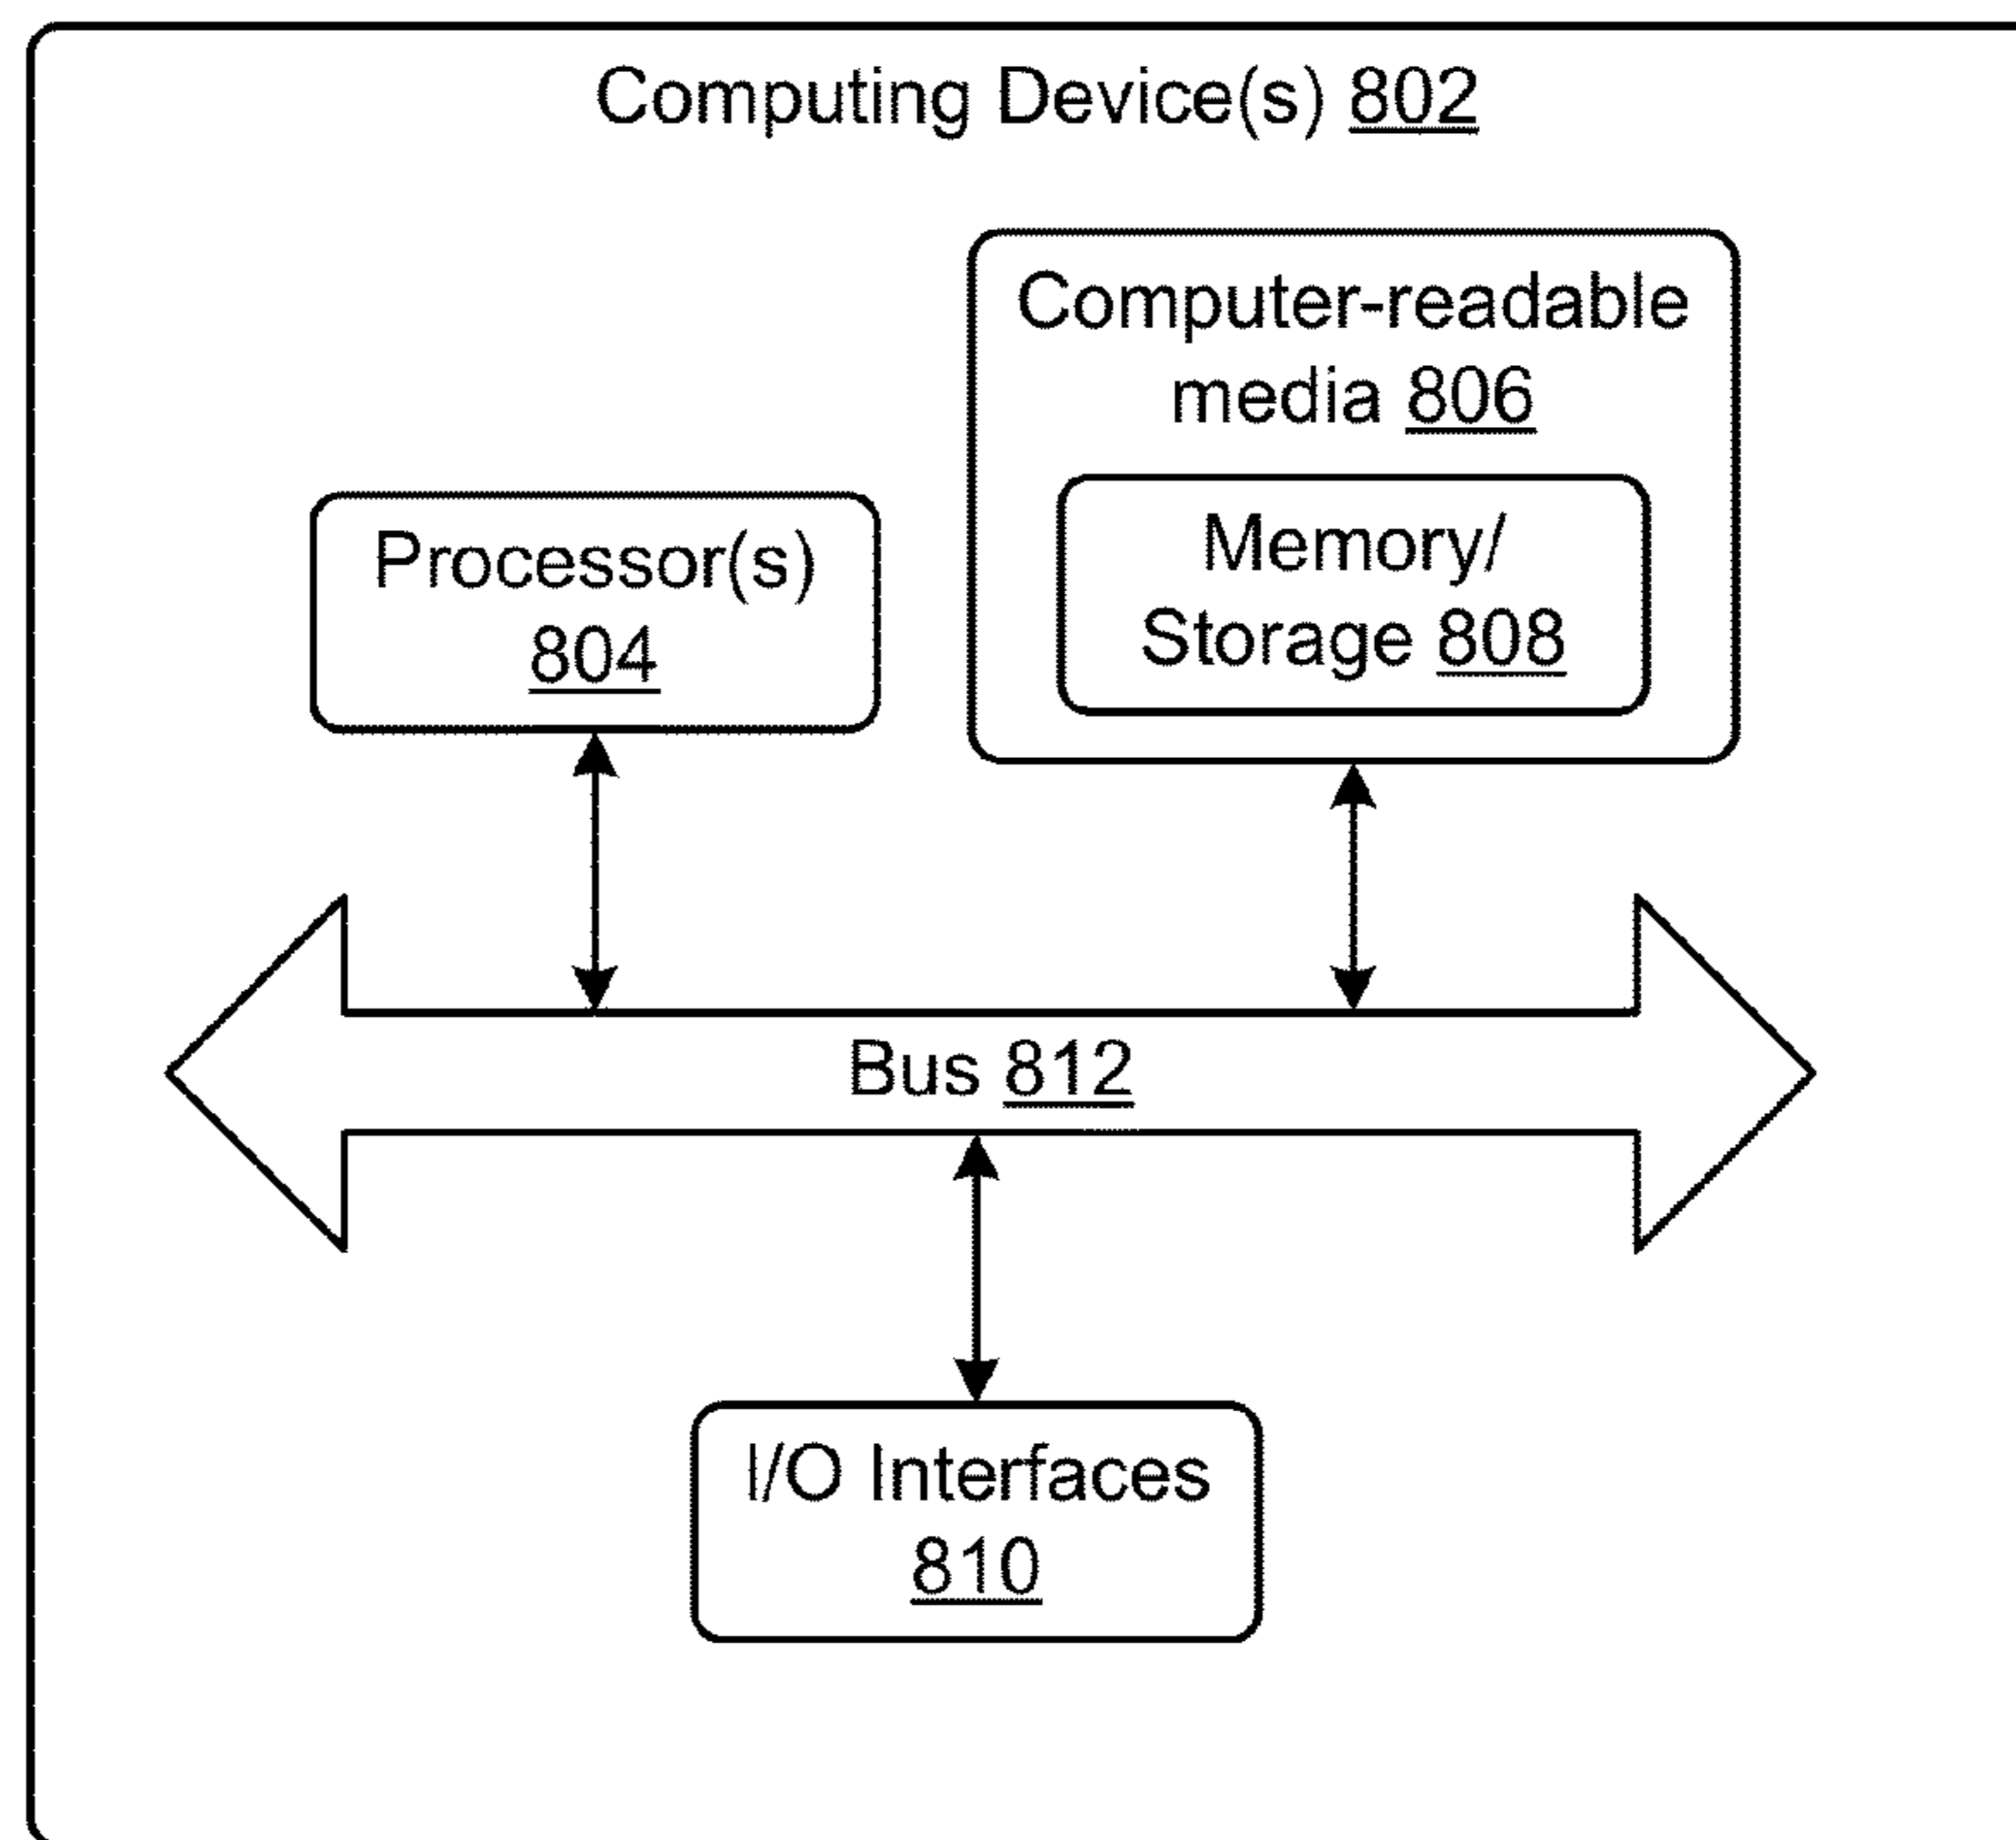 Computing Device(s) 802
Computer-readable
media 806
Memory/
Storage 808
Processor(s)
804
Bus 812
I/O Interfaces
810